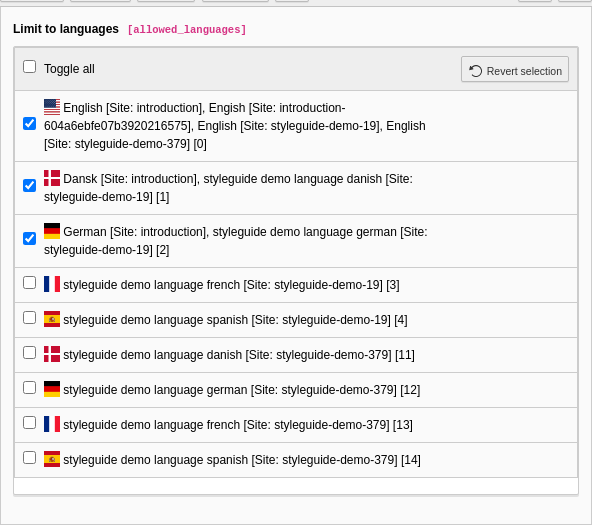 Limit to languages [allowed_languages]
Toggle all
Revert selection
English [Site: introduction], Engish [Site: introduction-
604a6ebfe07b3920216575], English [Site: styleguide-demo-19], English
[Site: styleguide-demo-379] [0]
Dansk [Site: introduction], styleguide demo language danish [Site:
styleguide-demo-19] [1]
German [Site: introduction], styleguide demo language german [Site:
styleguide-demo-19] [2]
styleguide demo language french [Site: styleguide-demo-19] [3]
styleguide demo language spanish [Site: styleguide-demo-19] [4]
styleguide demo language danish [Site: styleguide-demo-379] [11]
styleguide demo language german [Site: styleguide-demo-379] [12]
styleguide demo language french [Site: styleguide-demo-379] [13]
styleguide demo language spanish [Site: styleguide-demo-379] [14]